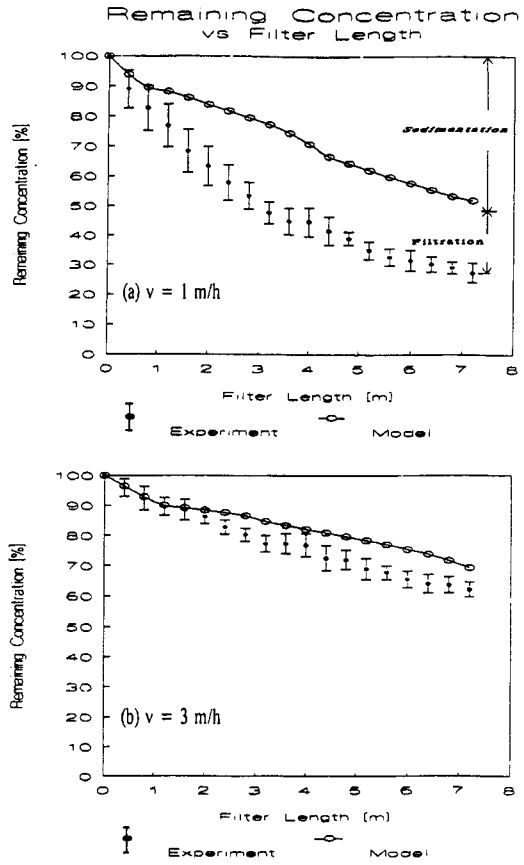 Remaining Concentration
vs Filter Length
Remaining Concentration [%]
100
90
80
70
60
50
40
30
20
10
0
Sedimentation
Filtration
(a) v = 1 m/h
0 1 2 3 4 5 6 7 8
Filter Length [m]
Experiment Model
Remaining Concentration [%]
100
90
80
70
60
50
40
30
20
10
0
(b) v = 3 m/h
0 1 2 3 4 5 6 7 8
Filter Length [m]
Experiment Model